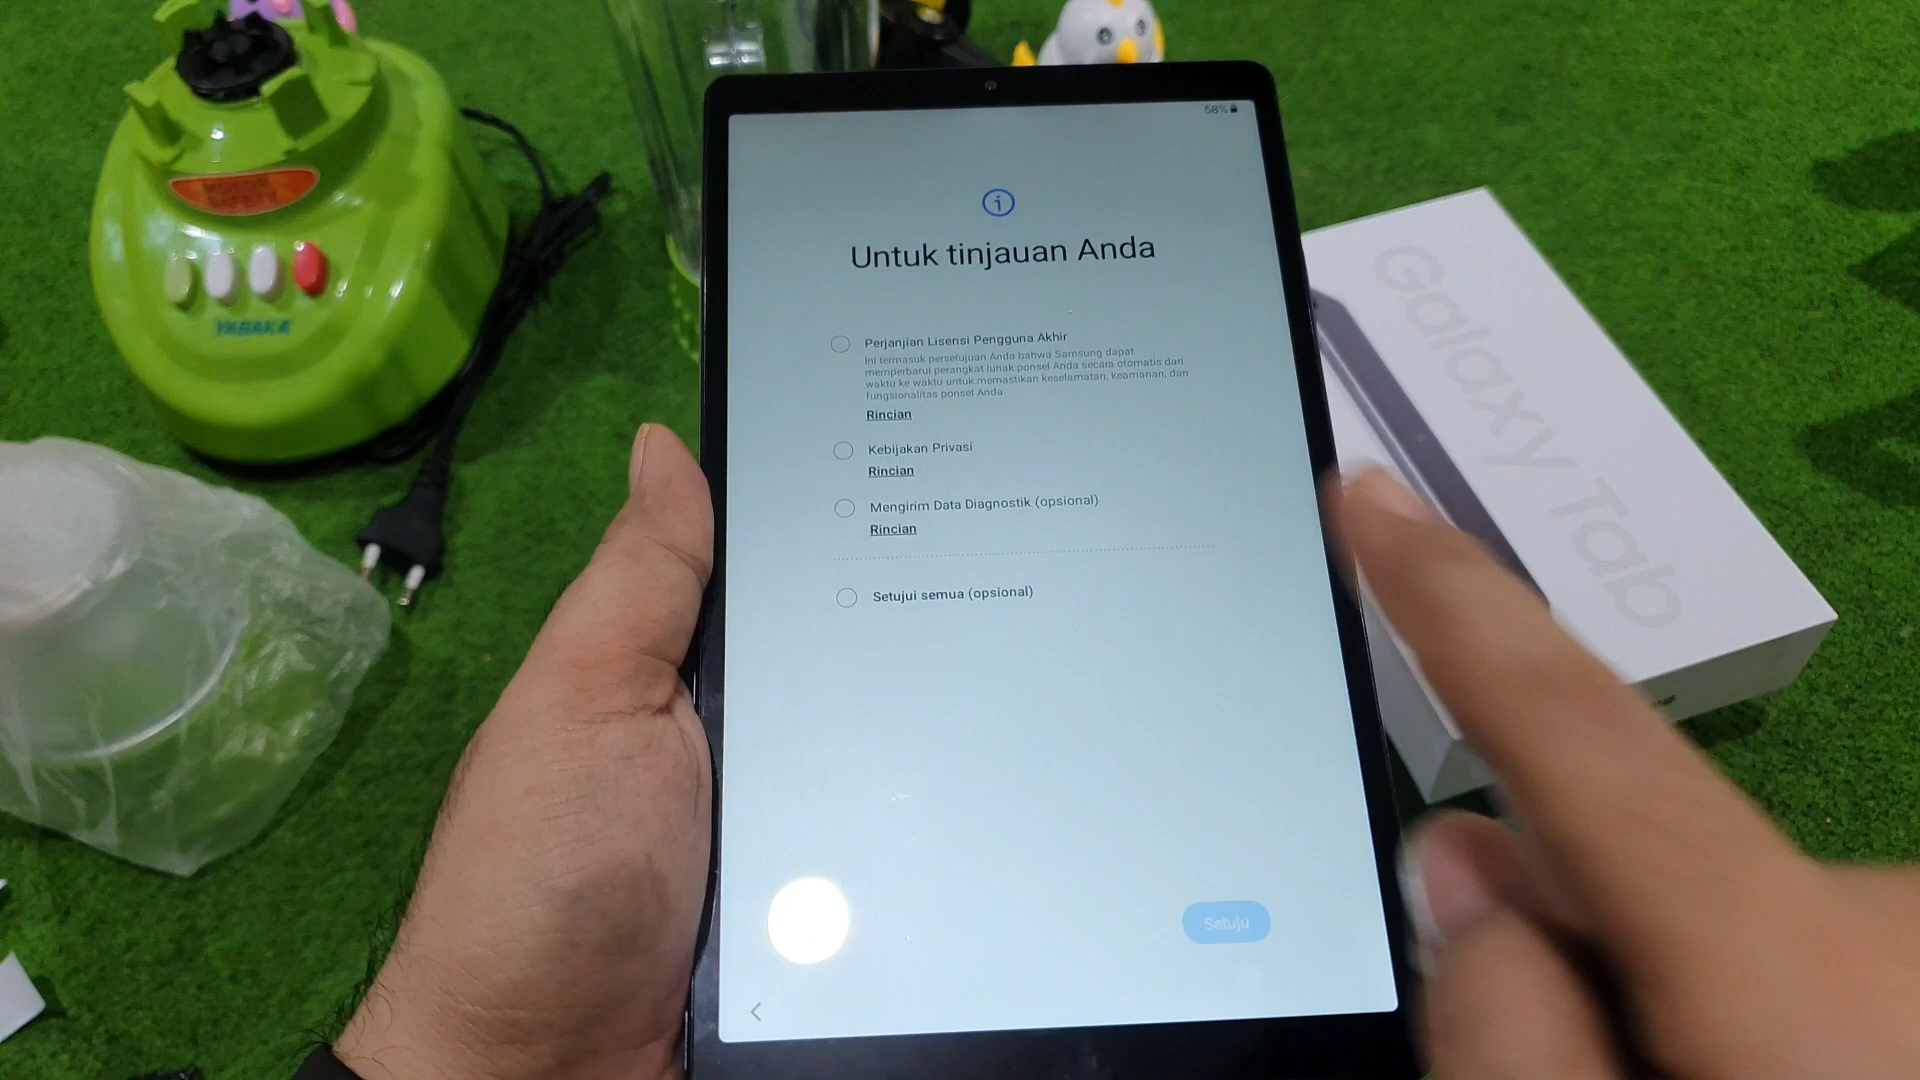 58%
Untuk tinjauan Anda
Perjanjian Lisensi Pengguna Akhir
Ini termasuk persetujuan Anda bahwa Samsung dapat
memperbarui perangkat lunak ponsel Anda secara otomatis dari
waktu ke waktu untuk memastikan keselamatan, keamanan, dan
fungsionalitas ponsel Anda.
Rincian
Kebijakan Privasi
Rincian
Mengirim Data Diagnostik (opsional)
Rincian
Setujui semua (opsional)
Setuju
Galaxy Tab
YASAKA